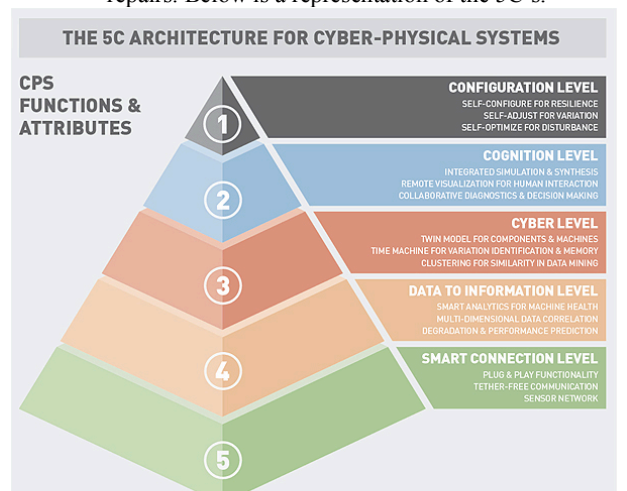 repairs. Below is a representation of the 5C's.
THE 5C ARCHITECTURE FOR CYBER-PHYSICAL SYSTEMS
CPS
FUNCTIONS &
ATTRIBUTES
1
CONFIGURATION LEVEL
SELF-CONFIGURE FOR RESILIENCE
SELF-ADJUST FOR VARIATION
SELF-OPTIMIZE FOR DISTURBANCE
2
COGNITION LEVEL
INTEGRATED SIMULATION & SYNTHESIS
REMOTE VISUALIZATION FOR HUMAN INTERACTION
COLLABORATIVE DIAGNOSTICS & DECISION MAKING
3
CYBER LEVEL
TWIN MODEL FOR COMPONENTS & MACHINES
TIME MACHINE FOR VARIATION IDENTIFICATION & MEMORY
CLUSTERING FOR SIMILARITY IN DATA MINING
4
DATA TO INFORMATION LEVEL
SMART ANALYTICS FOR MACHINE HEALTH
MULTI-DIMENSIONAL DATA CORRELATION
DEGRADATION & PERFORMANCE PREDICTION
5
SMART CONNECTION LEVEL
PLUG & PLAY FUNCTIONALITY
TETHER-FREE COMMUNICATION
SENSOR NETWORK